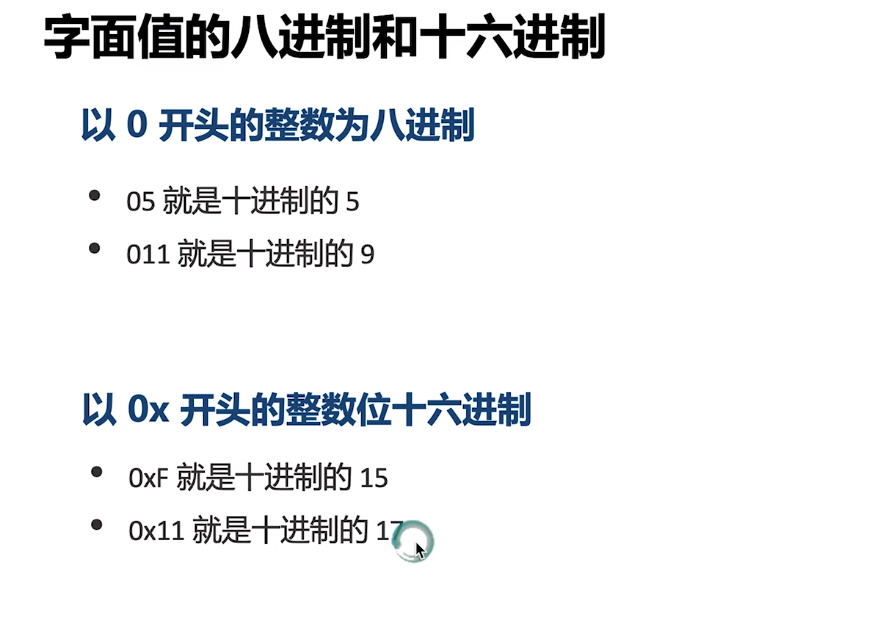 字面值的八进制和十六进制
以 0 开头的整数为八进制
• 05 就是十进制的 5
• 011 就是十进制的 9
以 0x 开头的整数位十六进制
• 0xF 就是十进制的 15
• 0x11 就是十进制的 17